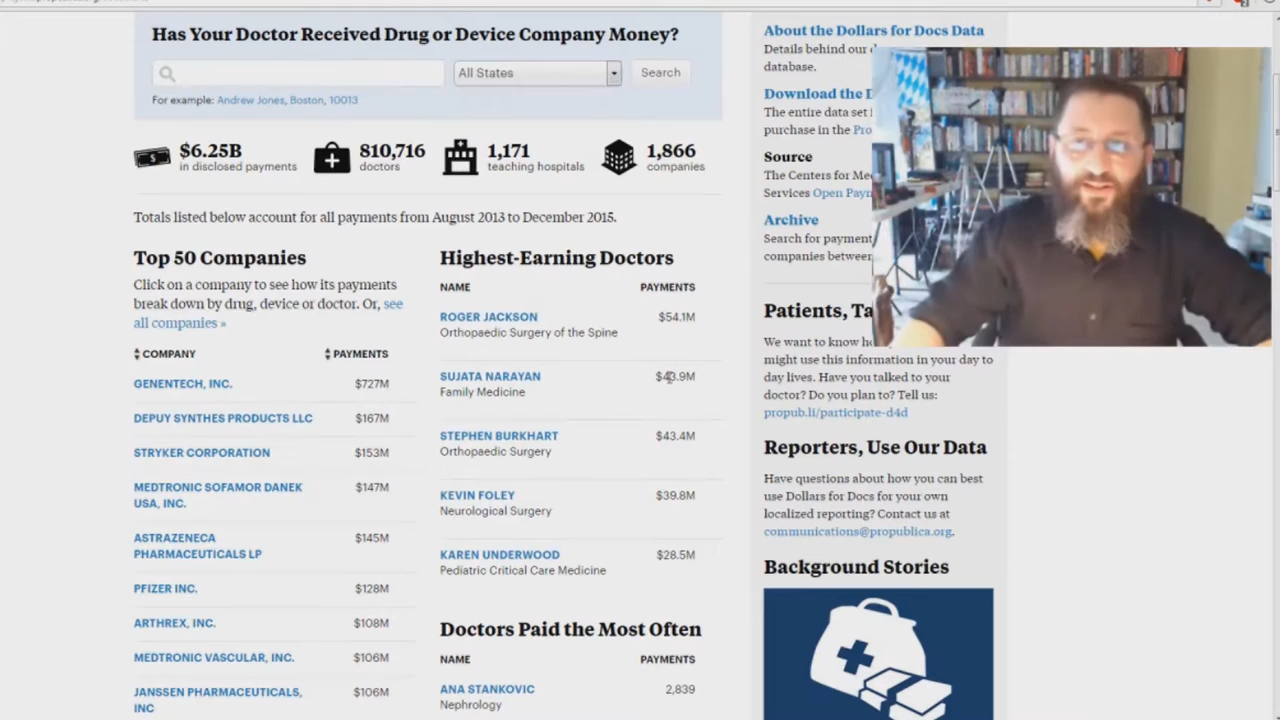 Has Your Doctor Received Drug or Device Company Money?
All States
Search
For example: Andrew Jones, Boston, 10013
$6.25B
in disclosed payments
810,716
doctors
1,171
teaching hospitals
1,866
companies
Totals listed below account for all payments from August 2013 to December 2015.
Top 50 Companies
Click on a company to see how its payments
break down by drug, device or doctor. Or, see
all companies »
COMPANY PAYMENTS
GENENTECH, INC. $727M
DEPUY SYNTHES PRODUCTS LLC $167M
STRYKER CORPORATION $153M
MEDTRONIC SOFAMOR DANEK $147M
USA, INC.
ASTRAZENECA $145M
PHARMACEUTICALS LP
PFIZER INC. $128M
ARTHREX, INC. $108M
MEDTRONIC VASCULAR, INC. $106M
JANSSEN PHARMACEUTICALS, $106M
INC
Highest-Earning Doctors
NAME PAYMENTS
ROGER JACKSON $54.1M
Orthopaedic Surgery of the Spine
SUJATA NARAYAN $43.9M
Family Medicine
STEPHEN BURKHART $43.4M
Orthopaedic Surgery
KEVIN FOLEY $39.8M
Neurological Surgery
KAREN UNDERWOOD $28.5M
Pediatric Critical Care Medicine
Doctors Paid the Most Often
NAME PAYMENTS
ANA STANKOVIC 2,839
Nephrology
About the Dollars for Docs Data
Details behind our
database.
Download the
The entire data set
purchase in the
Source
The Centers for
Services Open
Archive
Search for
companies
Patients,
We want to know
might use this information in your day to
day lives. Have you talked to your
doctor? Do you plan to? Tell us:
propub.li/participate-d4d
Reporters, Use Our Data
Have questions about how you can best
use Dollars for Docs for your own
localized reporting? Contact us at
communications@propublica.org.
Background Stories